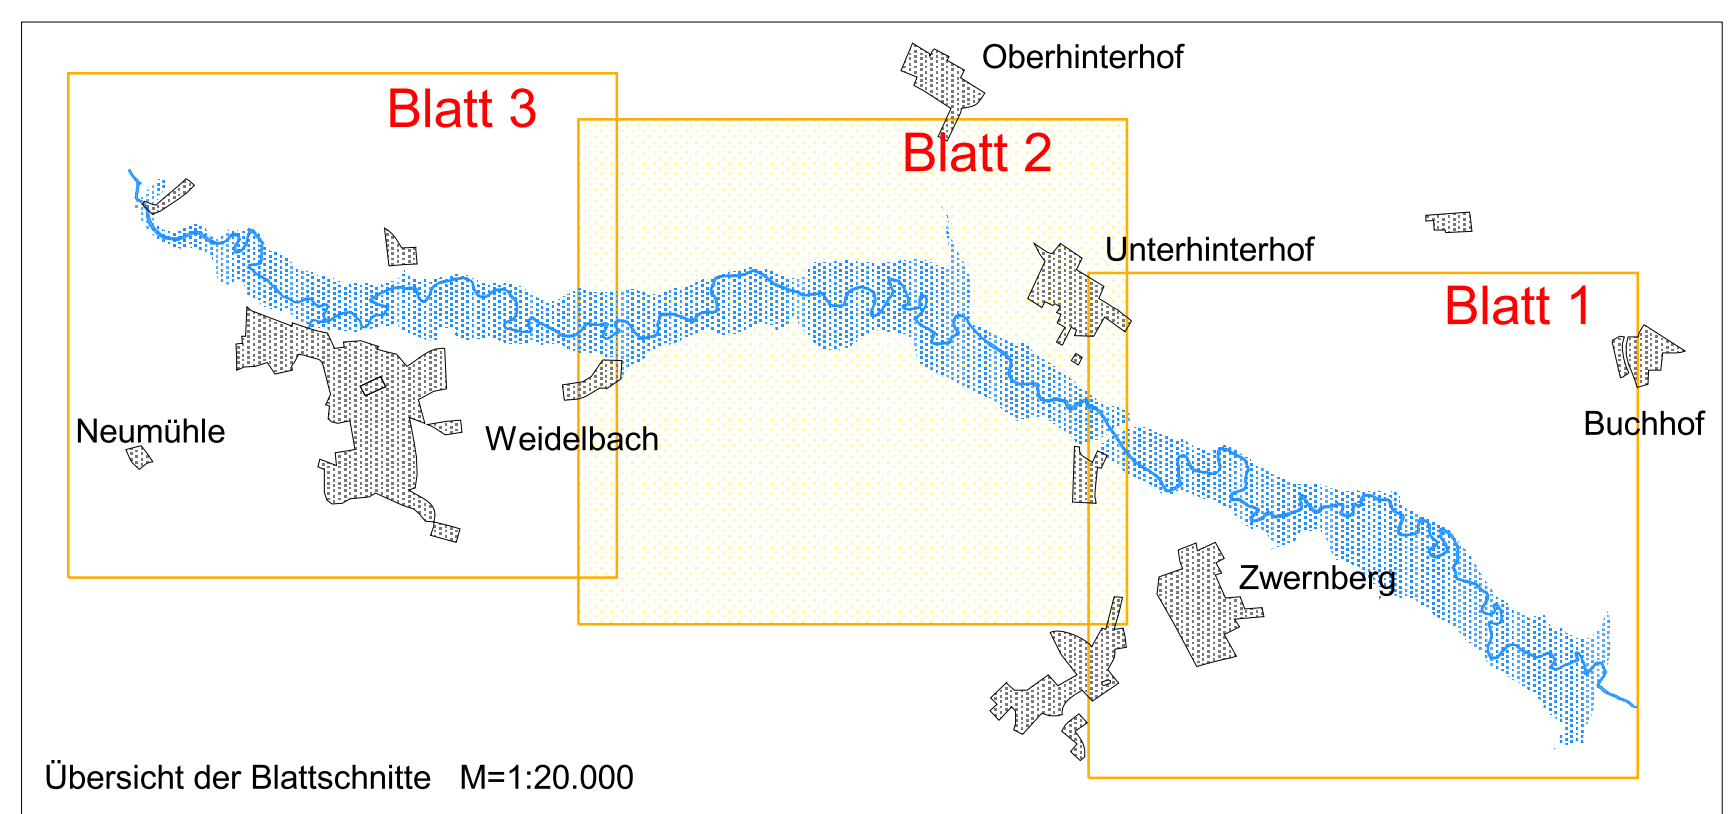 Oberhinterhof
Blatt 3
Blatt 2
Unterhinterhof
Blatt 1
Buchhof
Neumühle
Weidelbach
Zwernberg
Übersicht der Blattschnitte M=1:20.000